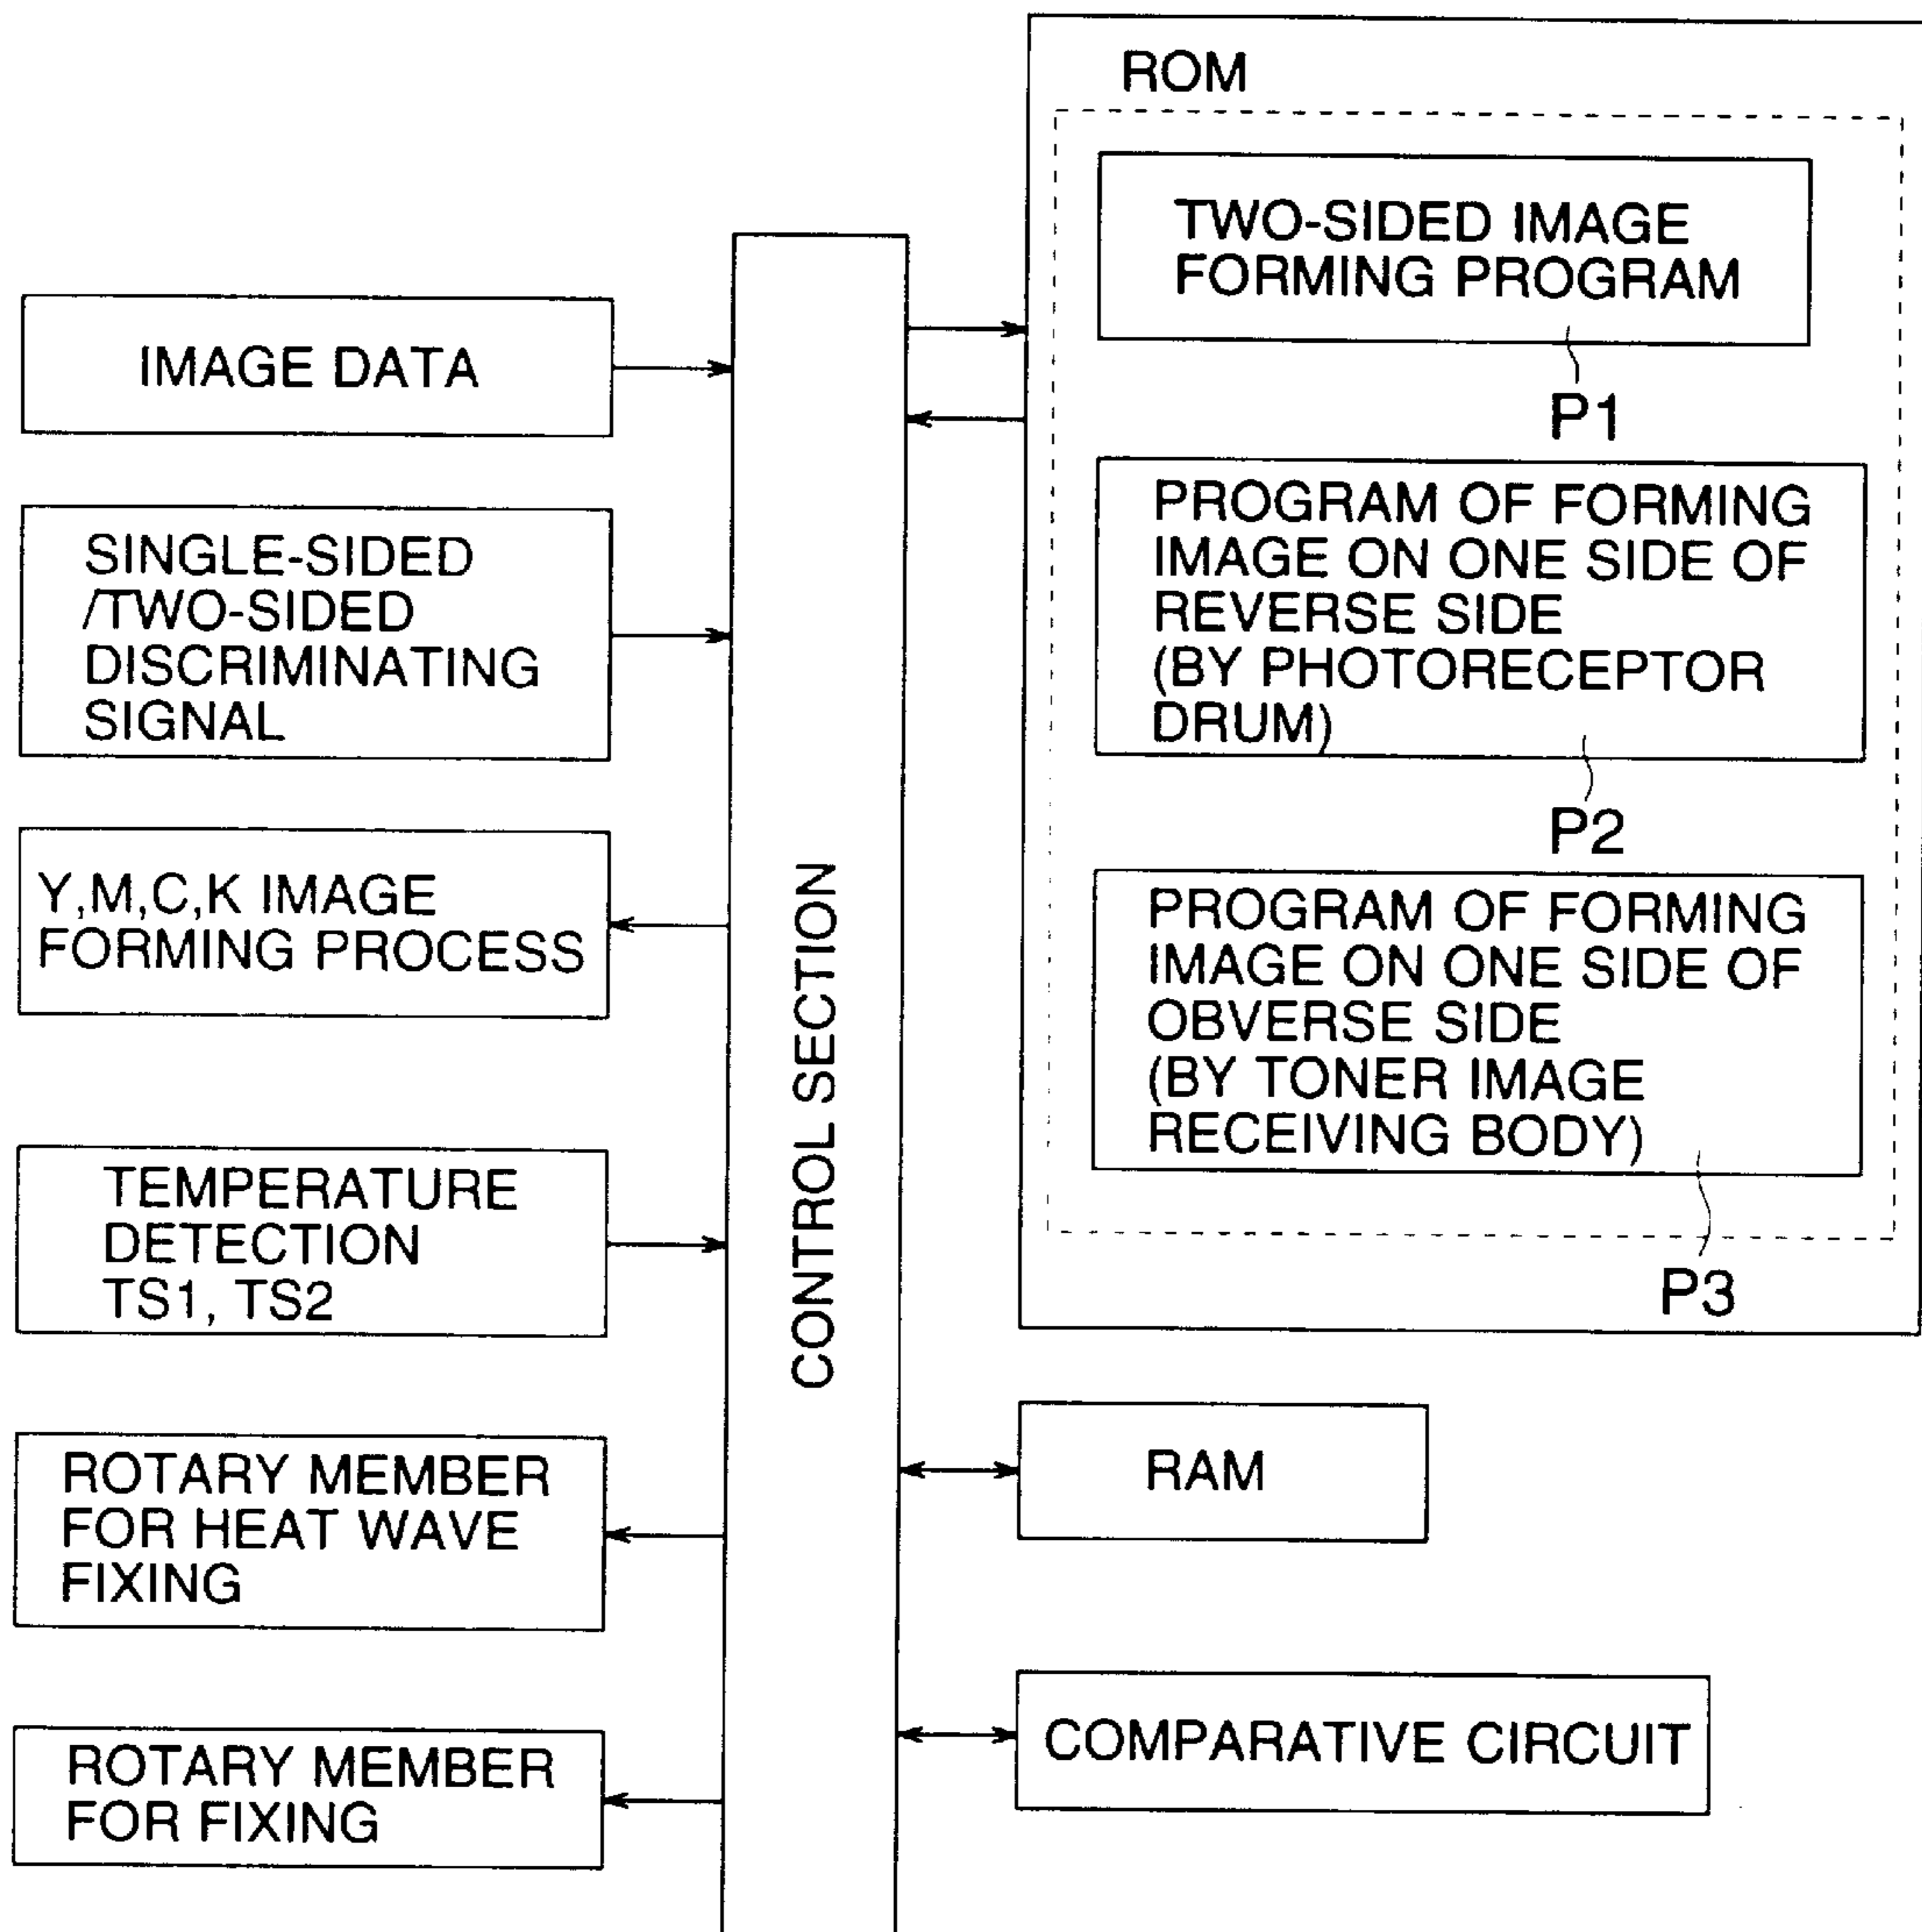 IMAGE DATA
SINGLE-SIDED
/TWO-SIDED
DISCRIMINATING
SIGNAL
Y,M,C,K IMAGE
FORMING PROCESS
TEMPERATURE
DETECTION
TS1, TS2
ROTARY MEMBER
FOR HEAT WAVE
FIXING
ROTARY MEMBER
FOR FIXING
CONTROL SECTION
ROM
TWO-SIDED IMAGE
FORMING PROGRAM
P1
PROGRAM OF FORMING
IMAGE ON ONE SIDE OF
REVERSE SIDE
(BY PHOTORECEPTOR
DRUM)
P2
PROGRAM OF FORMING
IMAGE ON ONE SIDE OF
OBVERSE SIDE
(BY TONER IMAGE
RECEIVING BODY)
P3
RAM
COMPARATIVE CIRCUIT